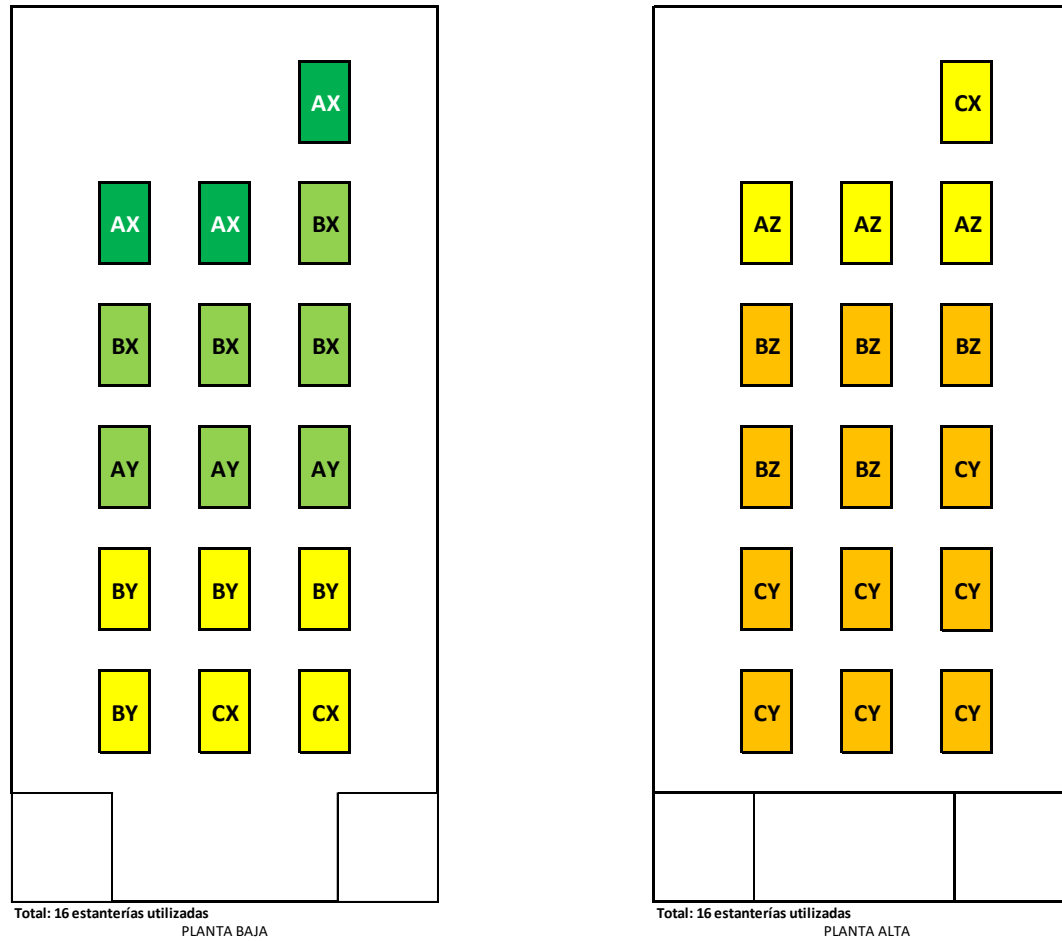 AX CX
AX AX BX AZ AZ AZ
BX BX BX BZ BZ BZ
AY AY AY BZ BZ CY
BY BY BY CY CY CY
BY CX CX CY CY CY
Total: 16 estanterías utilizadas Total: 16 estanterías utilizadas
PLANTA BAJA PLANTA ALTA